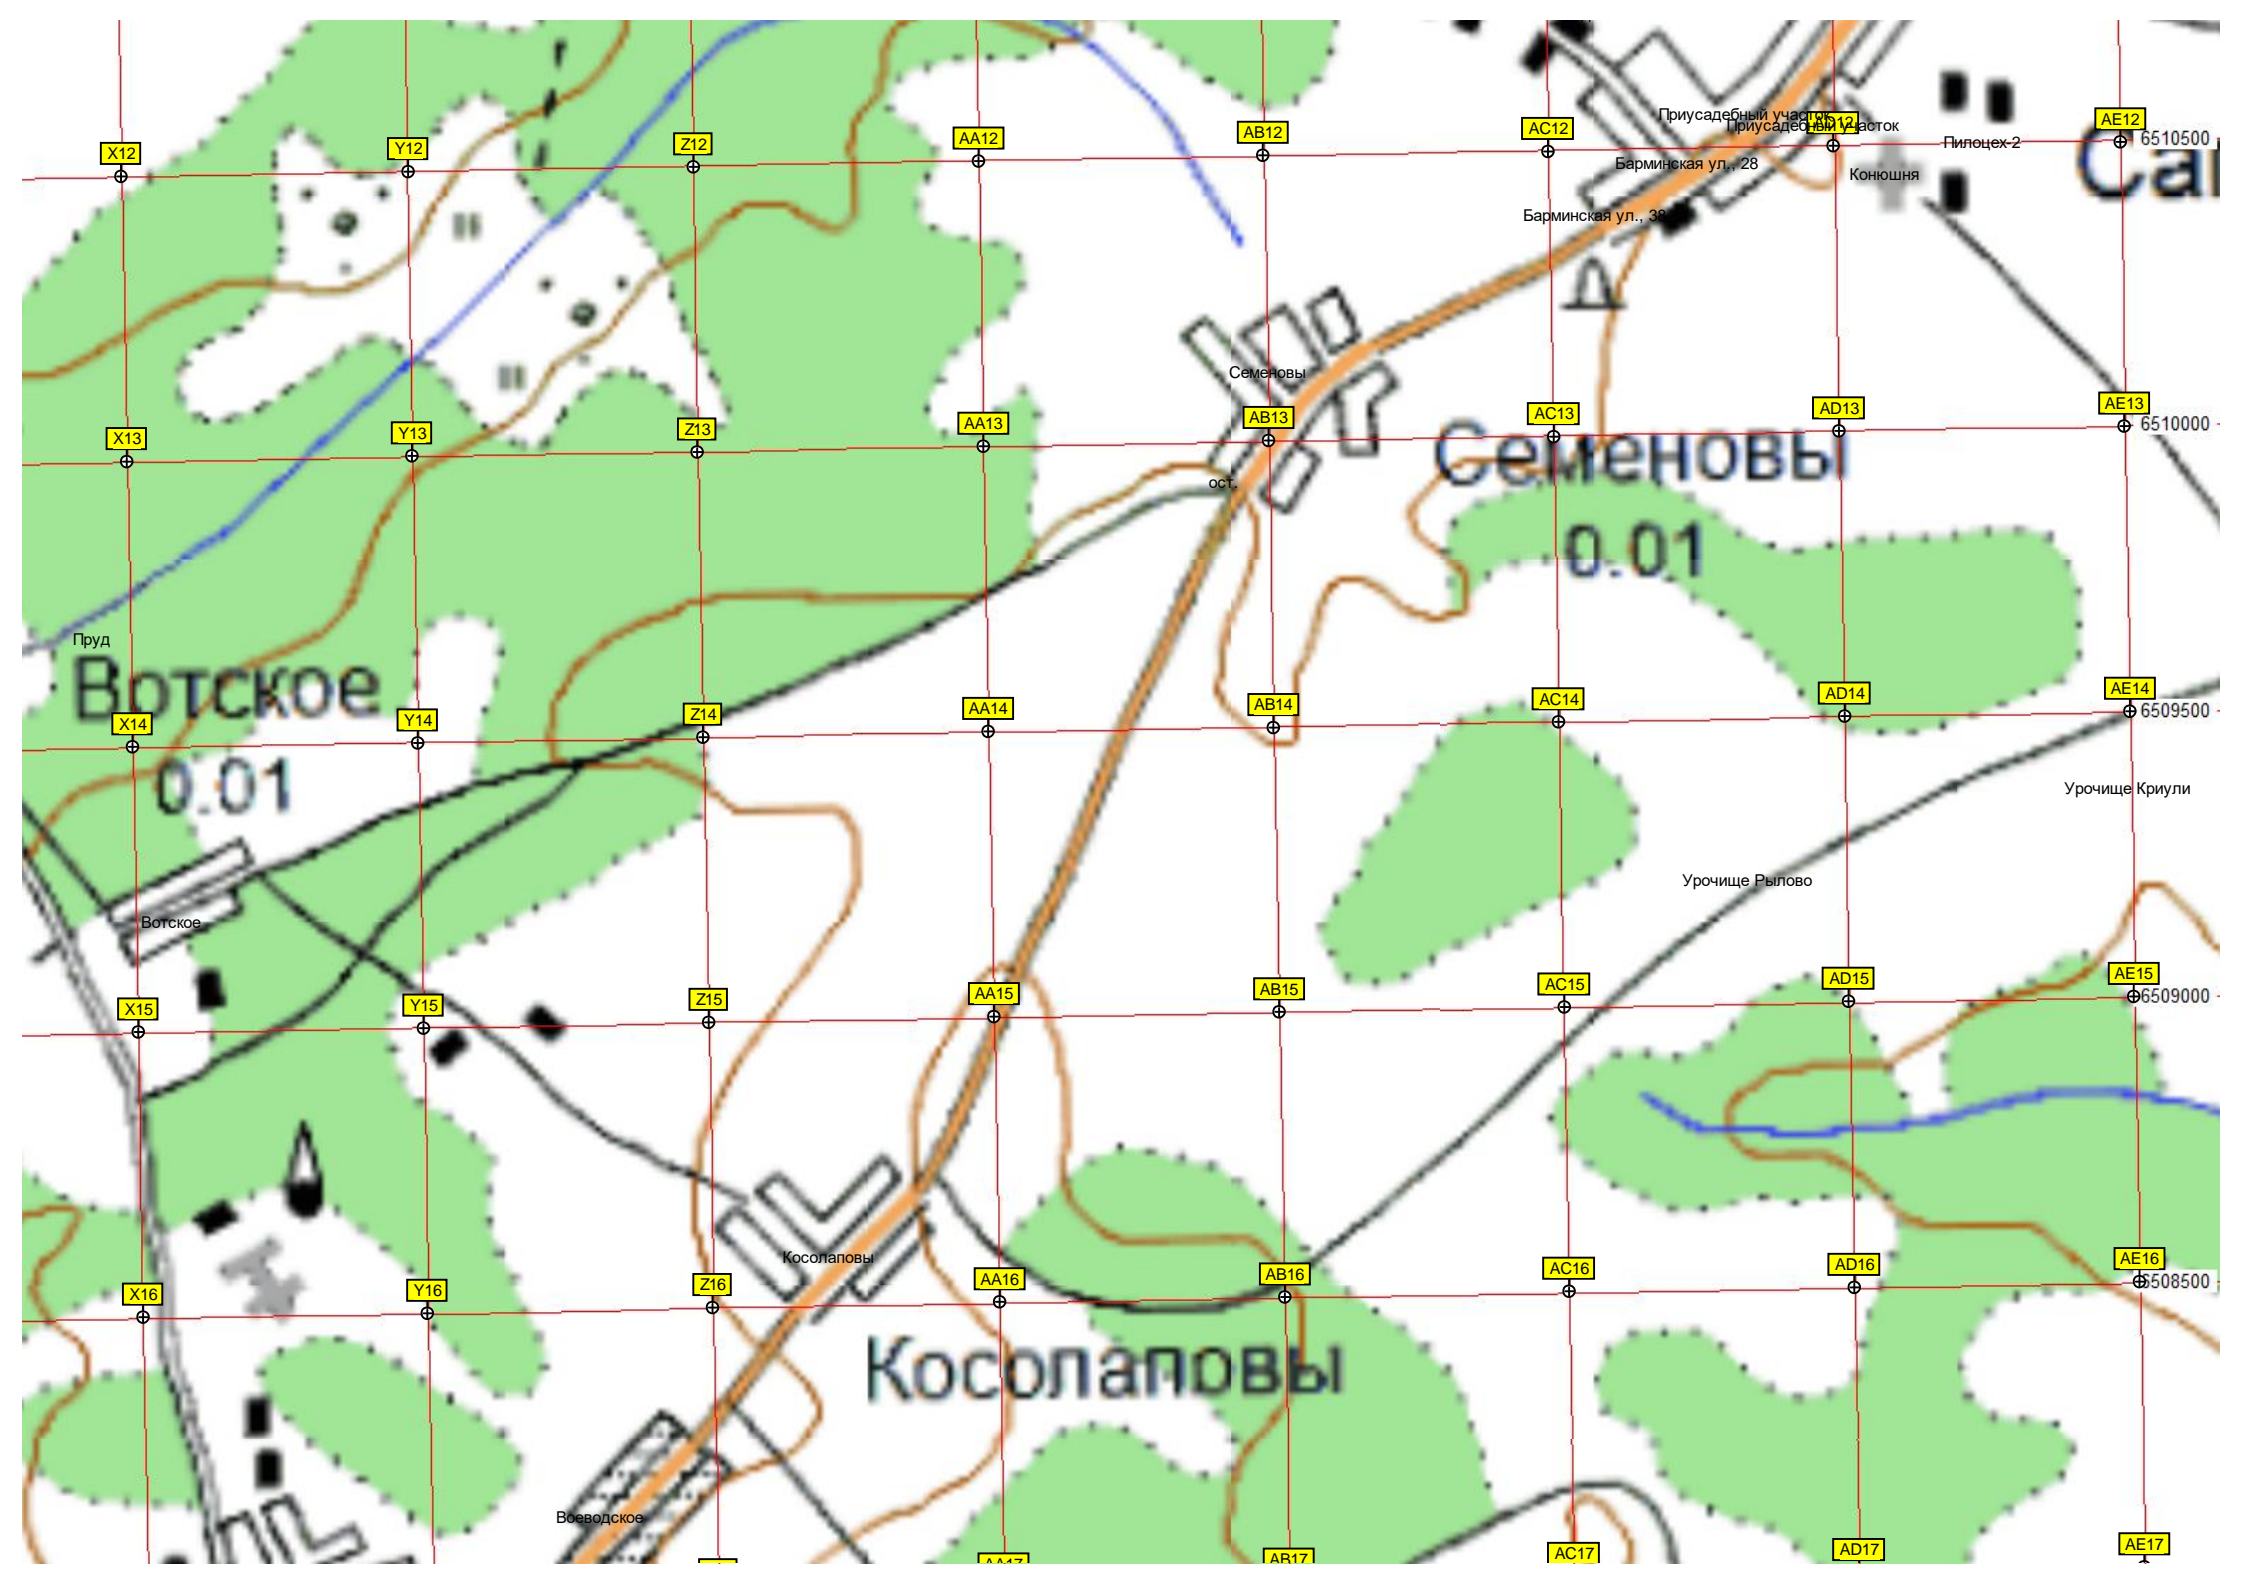 X12
Y12
Z12
AA12
AB12
AC12
AD12
AE12
6510500
Приусадебный участок
Приусадебный участок
Пилоцех-2
Барминская ул., 28
Конюшня
Барминская ул., 38
Семеновы
X13
Y13
Z13
AA13
AB13
AC13
AD13
AE13
6510000
Семеновы
0.01
ост.
Пруд
Вотское
0.01
X14
Y14
Z14
AA14
AB14
AC14
AD14
AE14
6509500
Урочище Криули
Урочище Рылово
Вотское
X15
Y15
Z15
AA15
AB15
AC15
AD15
AE15
6509000
Косолаповы
X16
Y16
Z16
AA16
AB16
AC16
AD16
AE16
6508500
Косолаповы
Воеводское
AA17
AB17
AC17
AD17
AE17